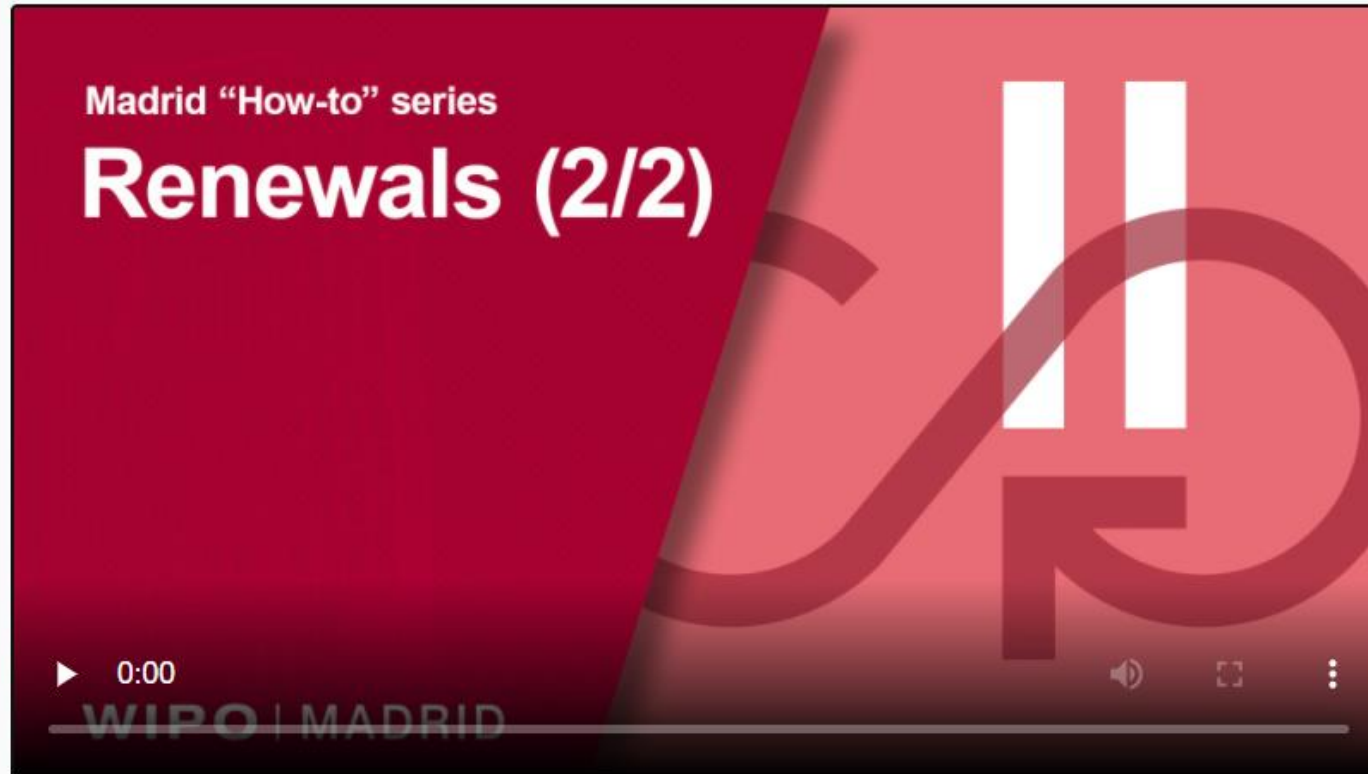 Madrid “How-to” series
Renewals (2/2)
0:00
WIPO | MADRID